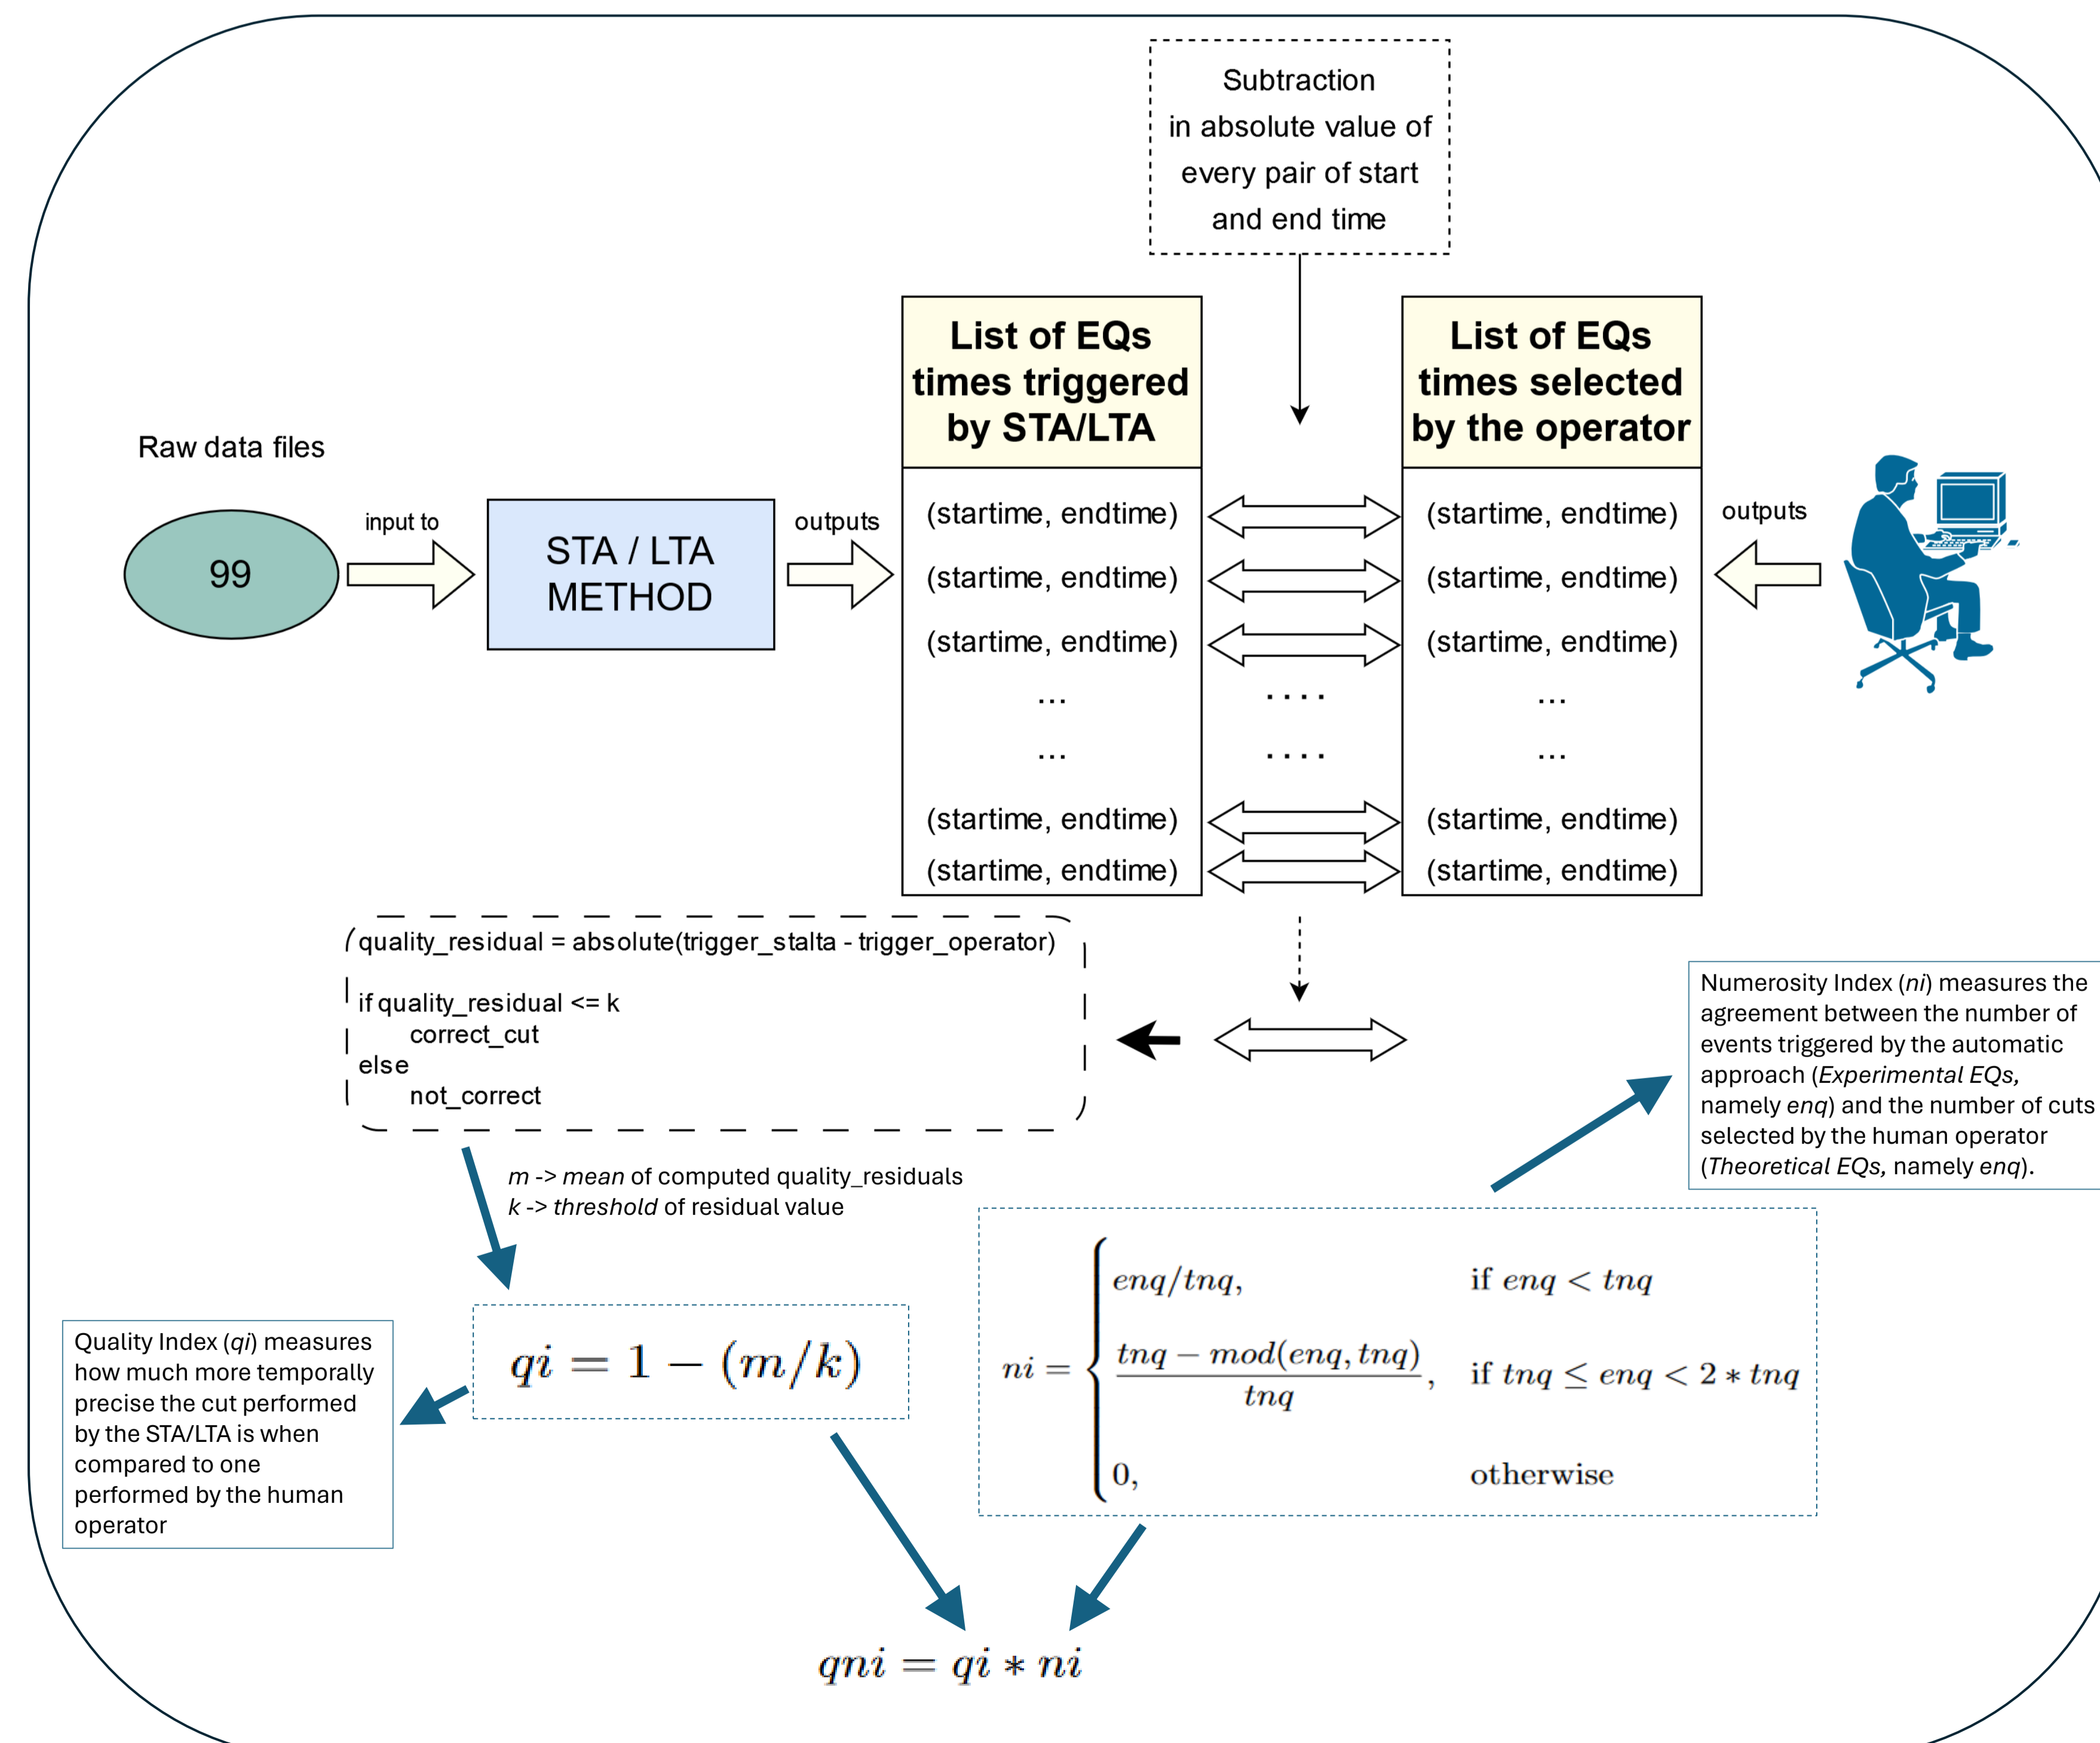 Subtraction
in absolute value of
every pair of start
and end time
List of EQs
times triggered
by STA/LTA
List of EQs
times selected
by the operator
Raw data files
99
input to
STA / LTA
METHOD
outputs
(startime, endtime)
(startime, endtime)
(startime, endtime)
...
...
(startime, endtime)
(startime, endtime)
. . . .
. . . .
(startime, endtime)
(startime, endtime)
(startime, endtime)
...
...
(startime, endtime)
(startime, endtime)
outputs
quality_residual = absolute(trigger_stalta - trigger_operator)
if quality_residual <= k
correct_cut
else
not_correct
m -> mean of computed quality_residuals
k -> threshold of residual value
Numerosity Index (ni) measures the
agreement between the number of
events triggered by the automatic
approach (Experimental EQs,
namely enq) and the number of cuts
selected by the human operator
(Theoretical EQs, namely enq).
Quality Index (qi) measures
how much more temporally
precise the cut performed
by the STA/LTA is when
compared to one
performed by the human
operator
qi = 1 − (m/k)
ni = { enq/tnq, if enq < tnq
(tnq − mod(enq, tnq))/tnq, if tnq ≤ enq < 2 ∗ tnq
0, otherwise
qni = qi ∗ ni